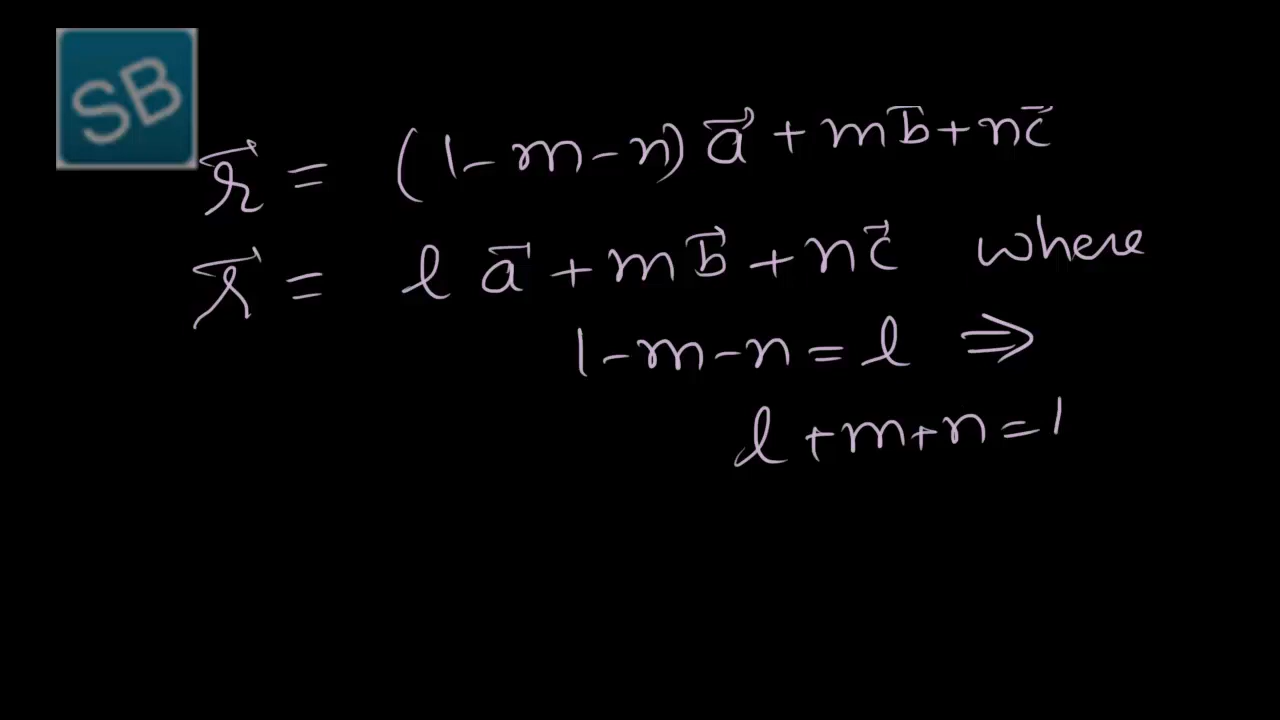 SB
r⃗ = (1-m-n) a⃗ + m b⃗ + n c⃗
r⃗ = l a⃗ + m b⃗ + n c⃗ where
1-m-n = l ⇒
l+m+n=1